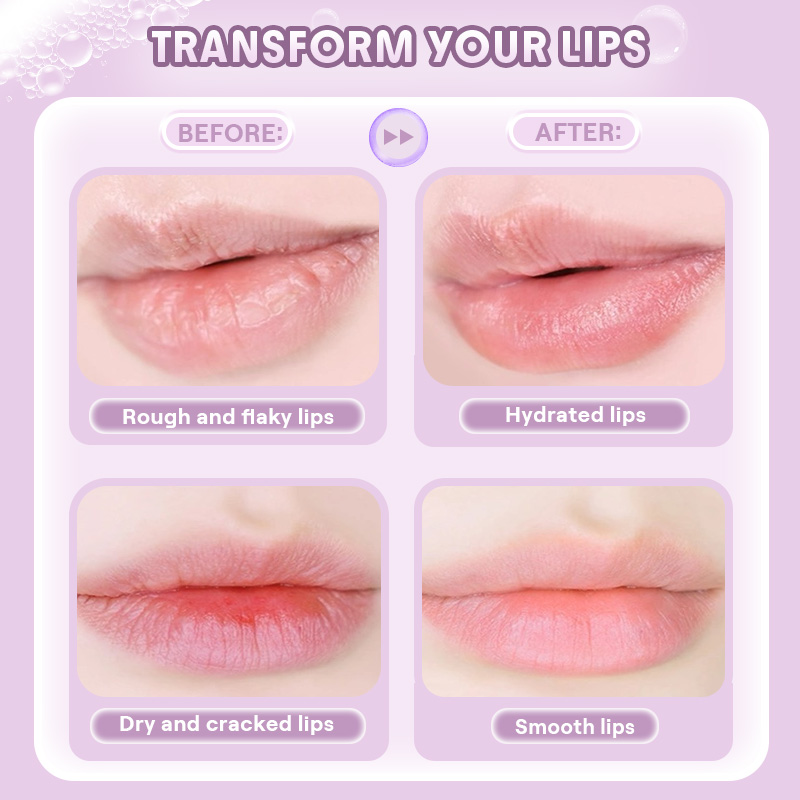 TRANSFORM YOUR LIPS
BEFORE:
AFTER:
Rough and flaky lips
Hydrated lips
Dry and cracked lips
Smooth lips